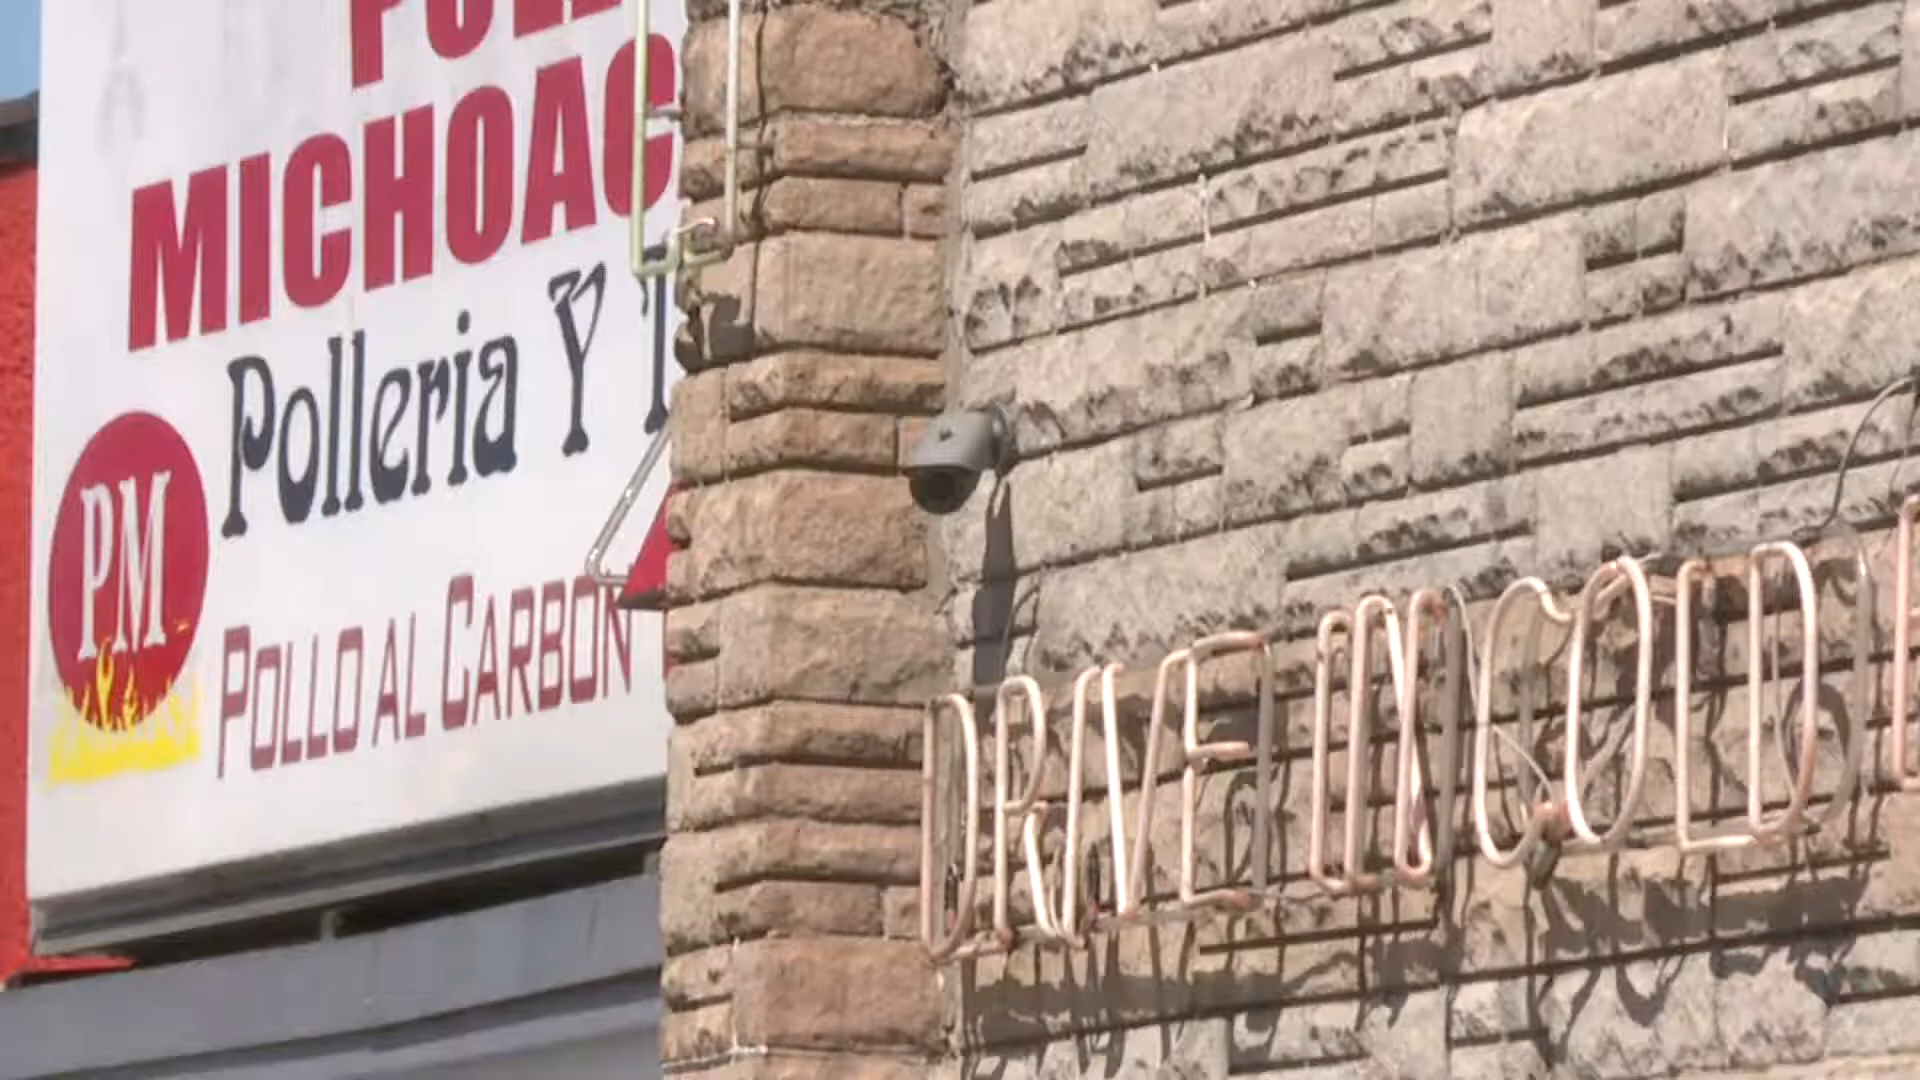 MICHOAC
Polleria Y
PM
POLLO AL CARBON
DRIVE IN COLD